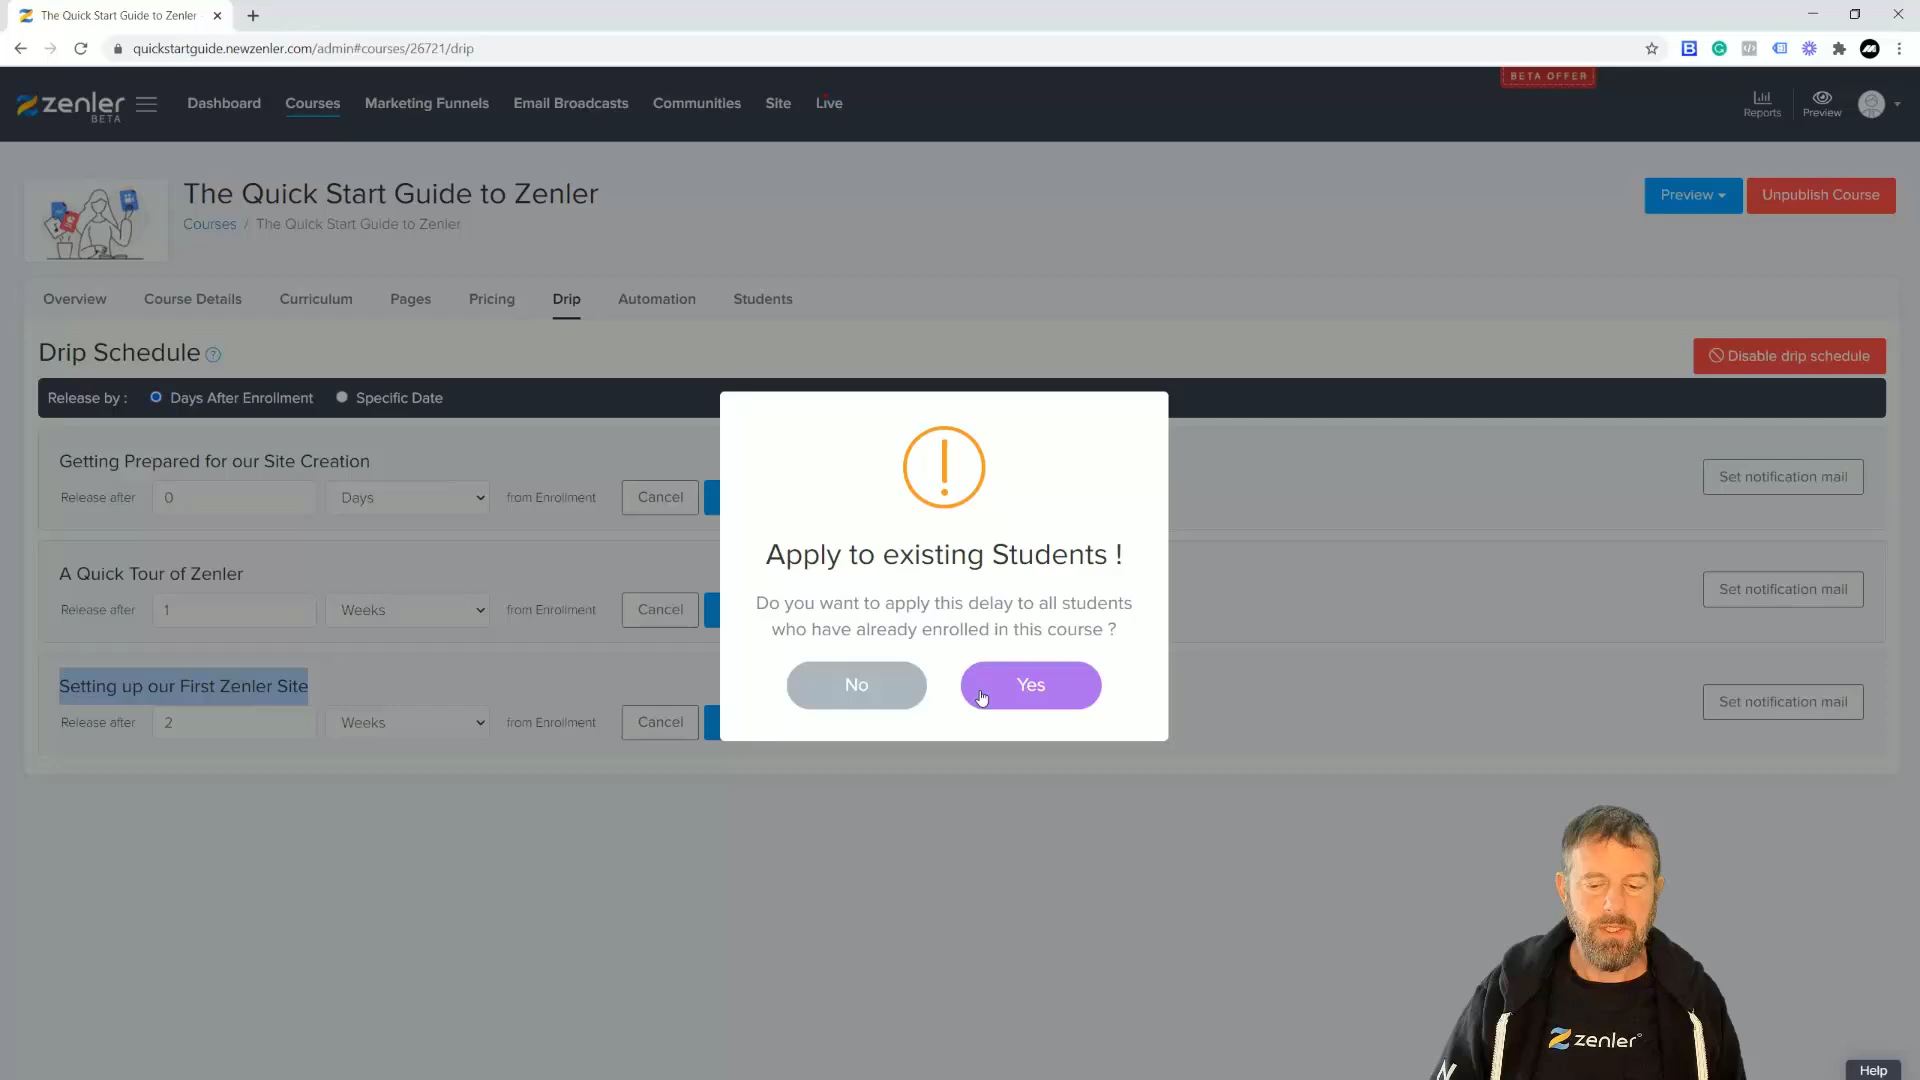 The Quick Start Guide to Zenler
quickstartguide.newzenler.com/admin#courses/26721/drip
BETA OFFER
zenler
BETA
Dashboard
Courses
Marketing Funnels
Email Broadcasts
Communities
Site
Live
Reports
Preview
The Quick Start Guide to Zenler
Courses / The Quick Start Guide to Zenler
Preview
Unpublish Course
Overview
Course Details
Curriculum
Pages
Pricing
Drip
Automation
Students
Drip Schedule ?
Disable drip schedule
Release by :
Days After Enrollment
Specific Date
Getting Prepared for our Site Creation
Release after 0 Days from Enrollment Cancel
Set notification mail
A Quick Tour of Zenler
Release after 1 Weeks from Enrollment Cancel
Set notification mail
Setting up our First Zenler Site
Release after 2 Weeks from Enrollment Cancel
Set notification mail
!
Apply to existing Students !
Do you want to apply this delay to all students
who have already enrolled in this course ?
No
Yes
zenler
Help